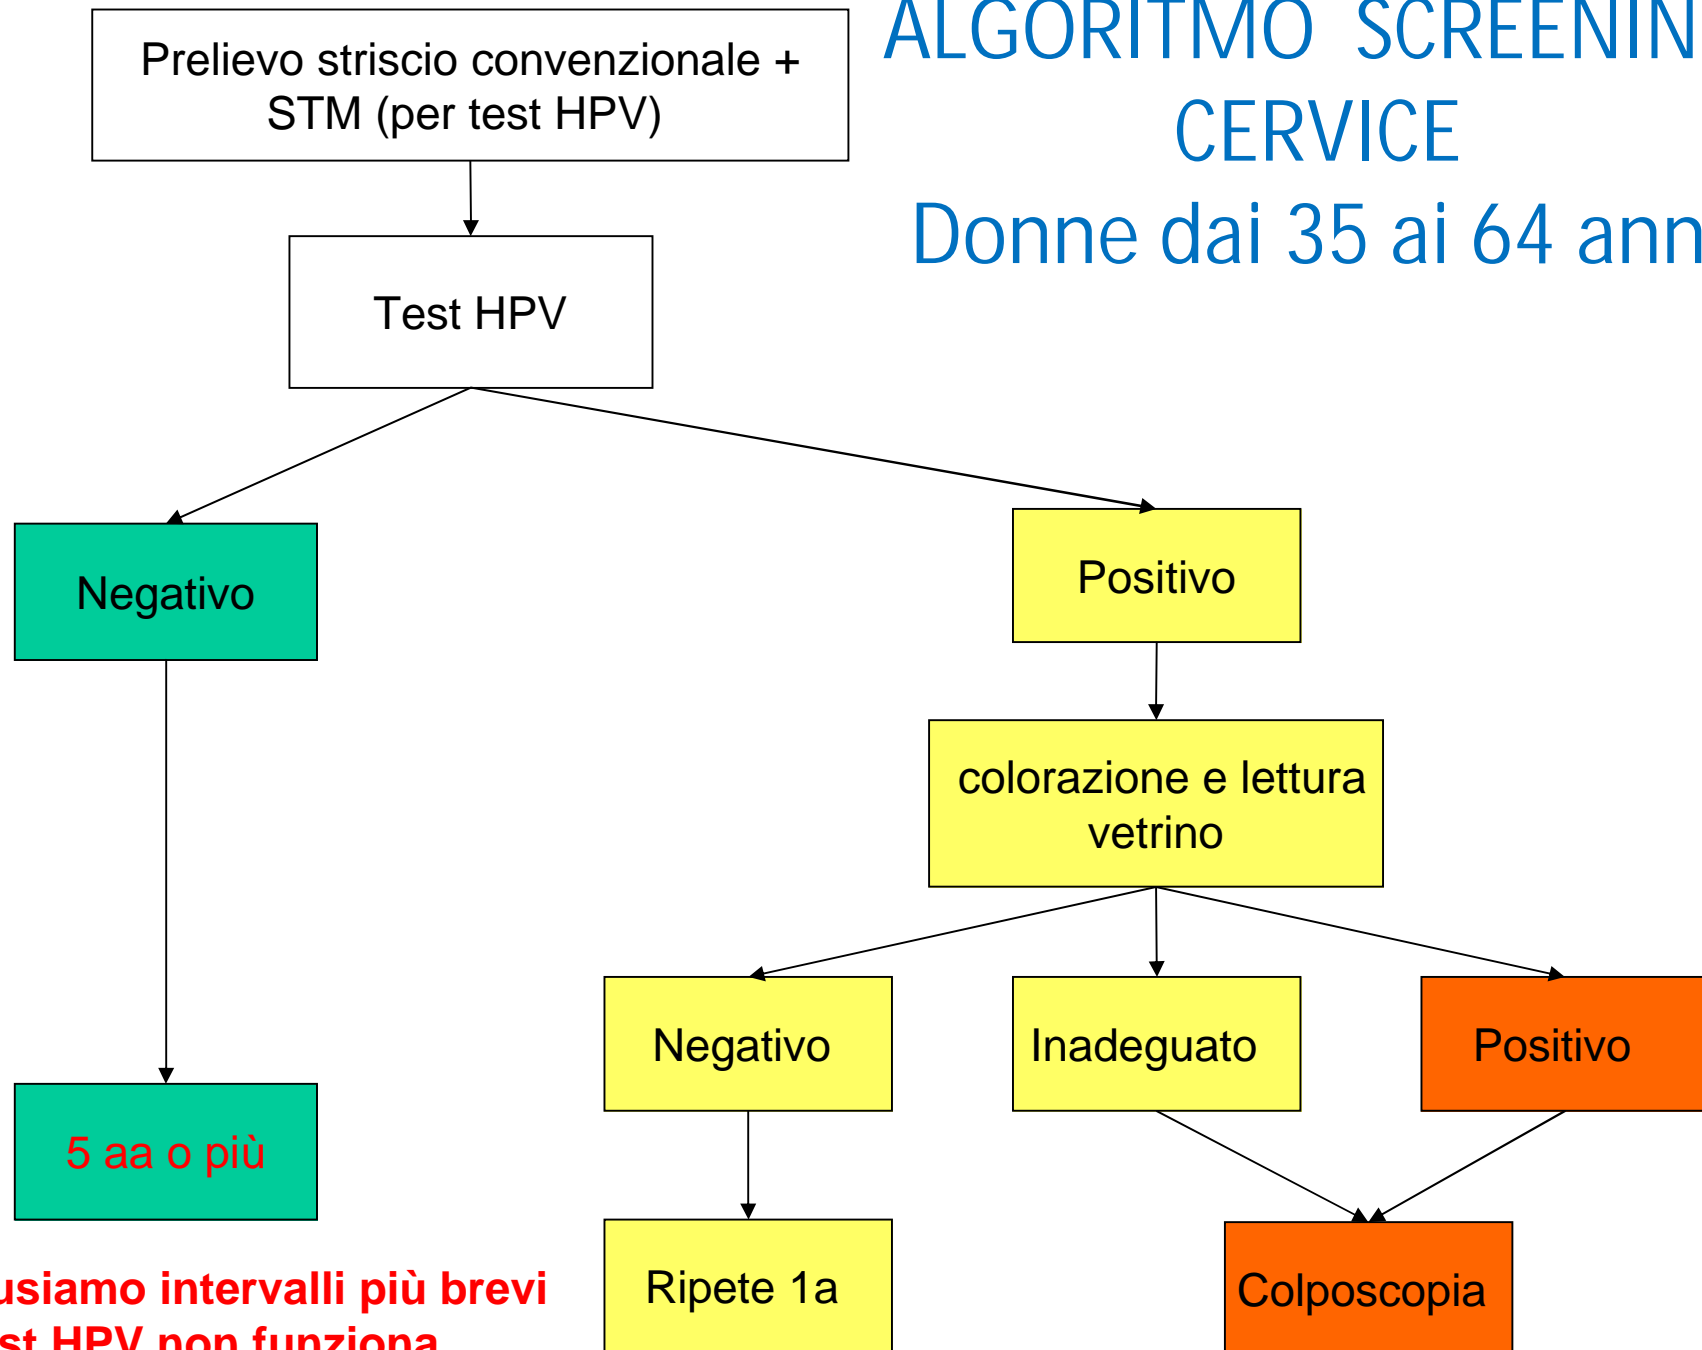 ALGORITMO SCREENIN
CERVICE
Donne dai 35 ai 64 ann
Prelievo striscio convenzionale +
STM (per test HPV)
Test HPV
Negativo
Positivo
colorazione e lettura
vetrino
Negativo
Inadeguato
Positivo
5 aa o più
Ripete 1a
Colposcopia
usiamo intervalli più brevi
st HPV non funziona